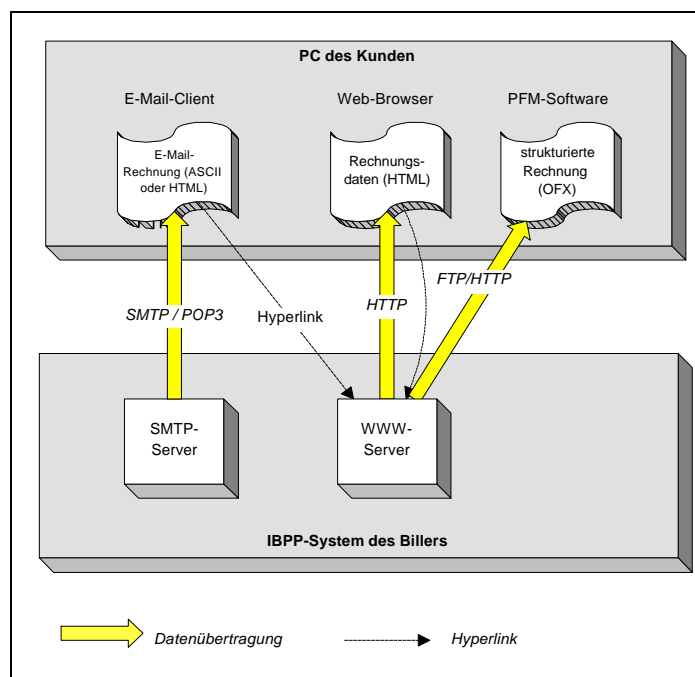 PC des Kunden
E-Mail-Client
Web-Browser
PFM-Software
E-Mail-
Rechnung (ASCII
oder HTML)
Rechnungs-
daten (HTML)
strukturierte
Rechnung
(OFX)
SMTP / POP3
Hyperlink
HTTP
FTP/HTTP
SMTP-
Server
WWW-
Server
IBPP-System des Billers
Datenübertragung
Hyperlink